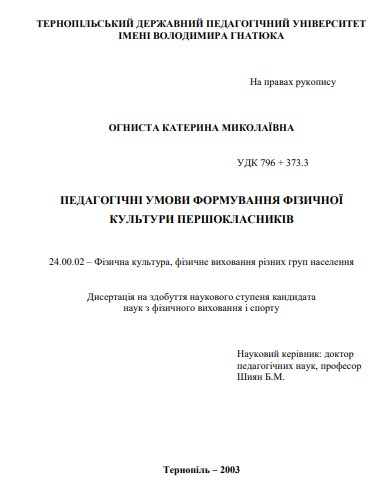 ТЕРНОПІЛЬСЬКИЙ ДЕРЖАВНИЙ ПЕДАГОГІЧНИЙ УНІВЕРСИТЕТ
ІМЕНІ ВОЛОДИМИРА ГНАТЮКА
На правах рукопису
ОГНИСТА КАТЕРИНА МИКОЛАЇВНА
УДК 796 + 373.3
ПЕДАГОГІЧНІ УМОВИ ФОРМУВАННЯ ФІЗИЧНОЇ
КУЛЬТУРИ ПЕРШОКЛАСНИКІВ
24.00.02 – Фізична культура, фізичне виховання різних груп населення
Дисертація на здобуття наукового ступеня кандидата
наук з фізичного виховання і спорту
Науковий керівник: доктор
педагогічних наук, професор
Шиян Б.М.
Тернопіль – 2003